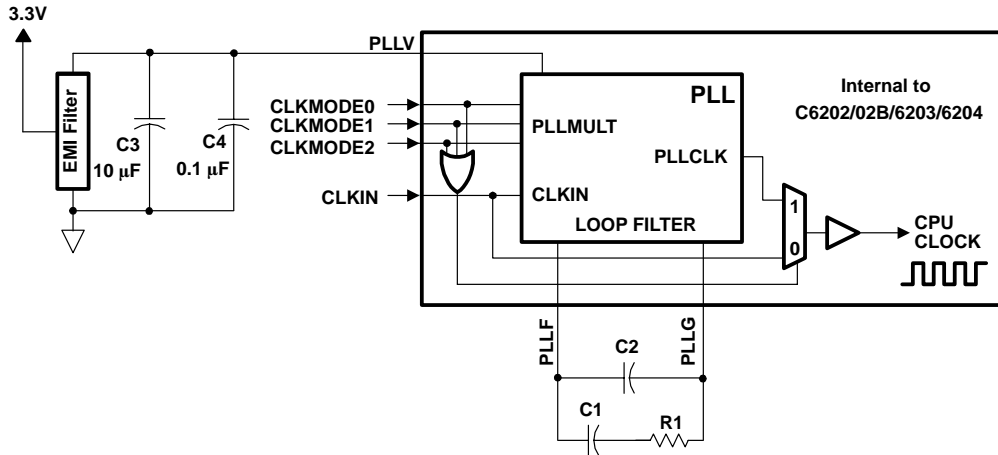 3.3V
PLLV
EMI Filter
C3
10 μF
C4
0.1 μF
CLKMODE0
CLKMODE1
CLKMODE2
CLKIN
PLL
PLLMULT
PLLCLK
CLKIN
LOOP FILTER
Internal to
C6202/02B/6203/6204
1
0
CPU
CLOCK
PLLF
PLLG
C2
C1
R1